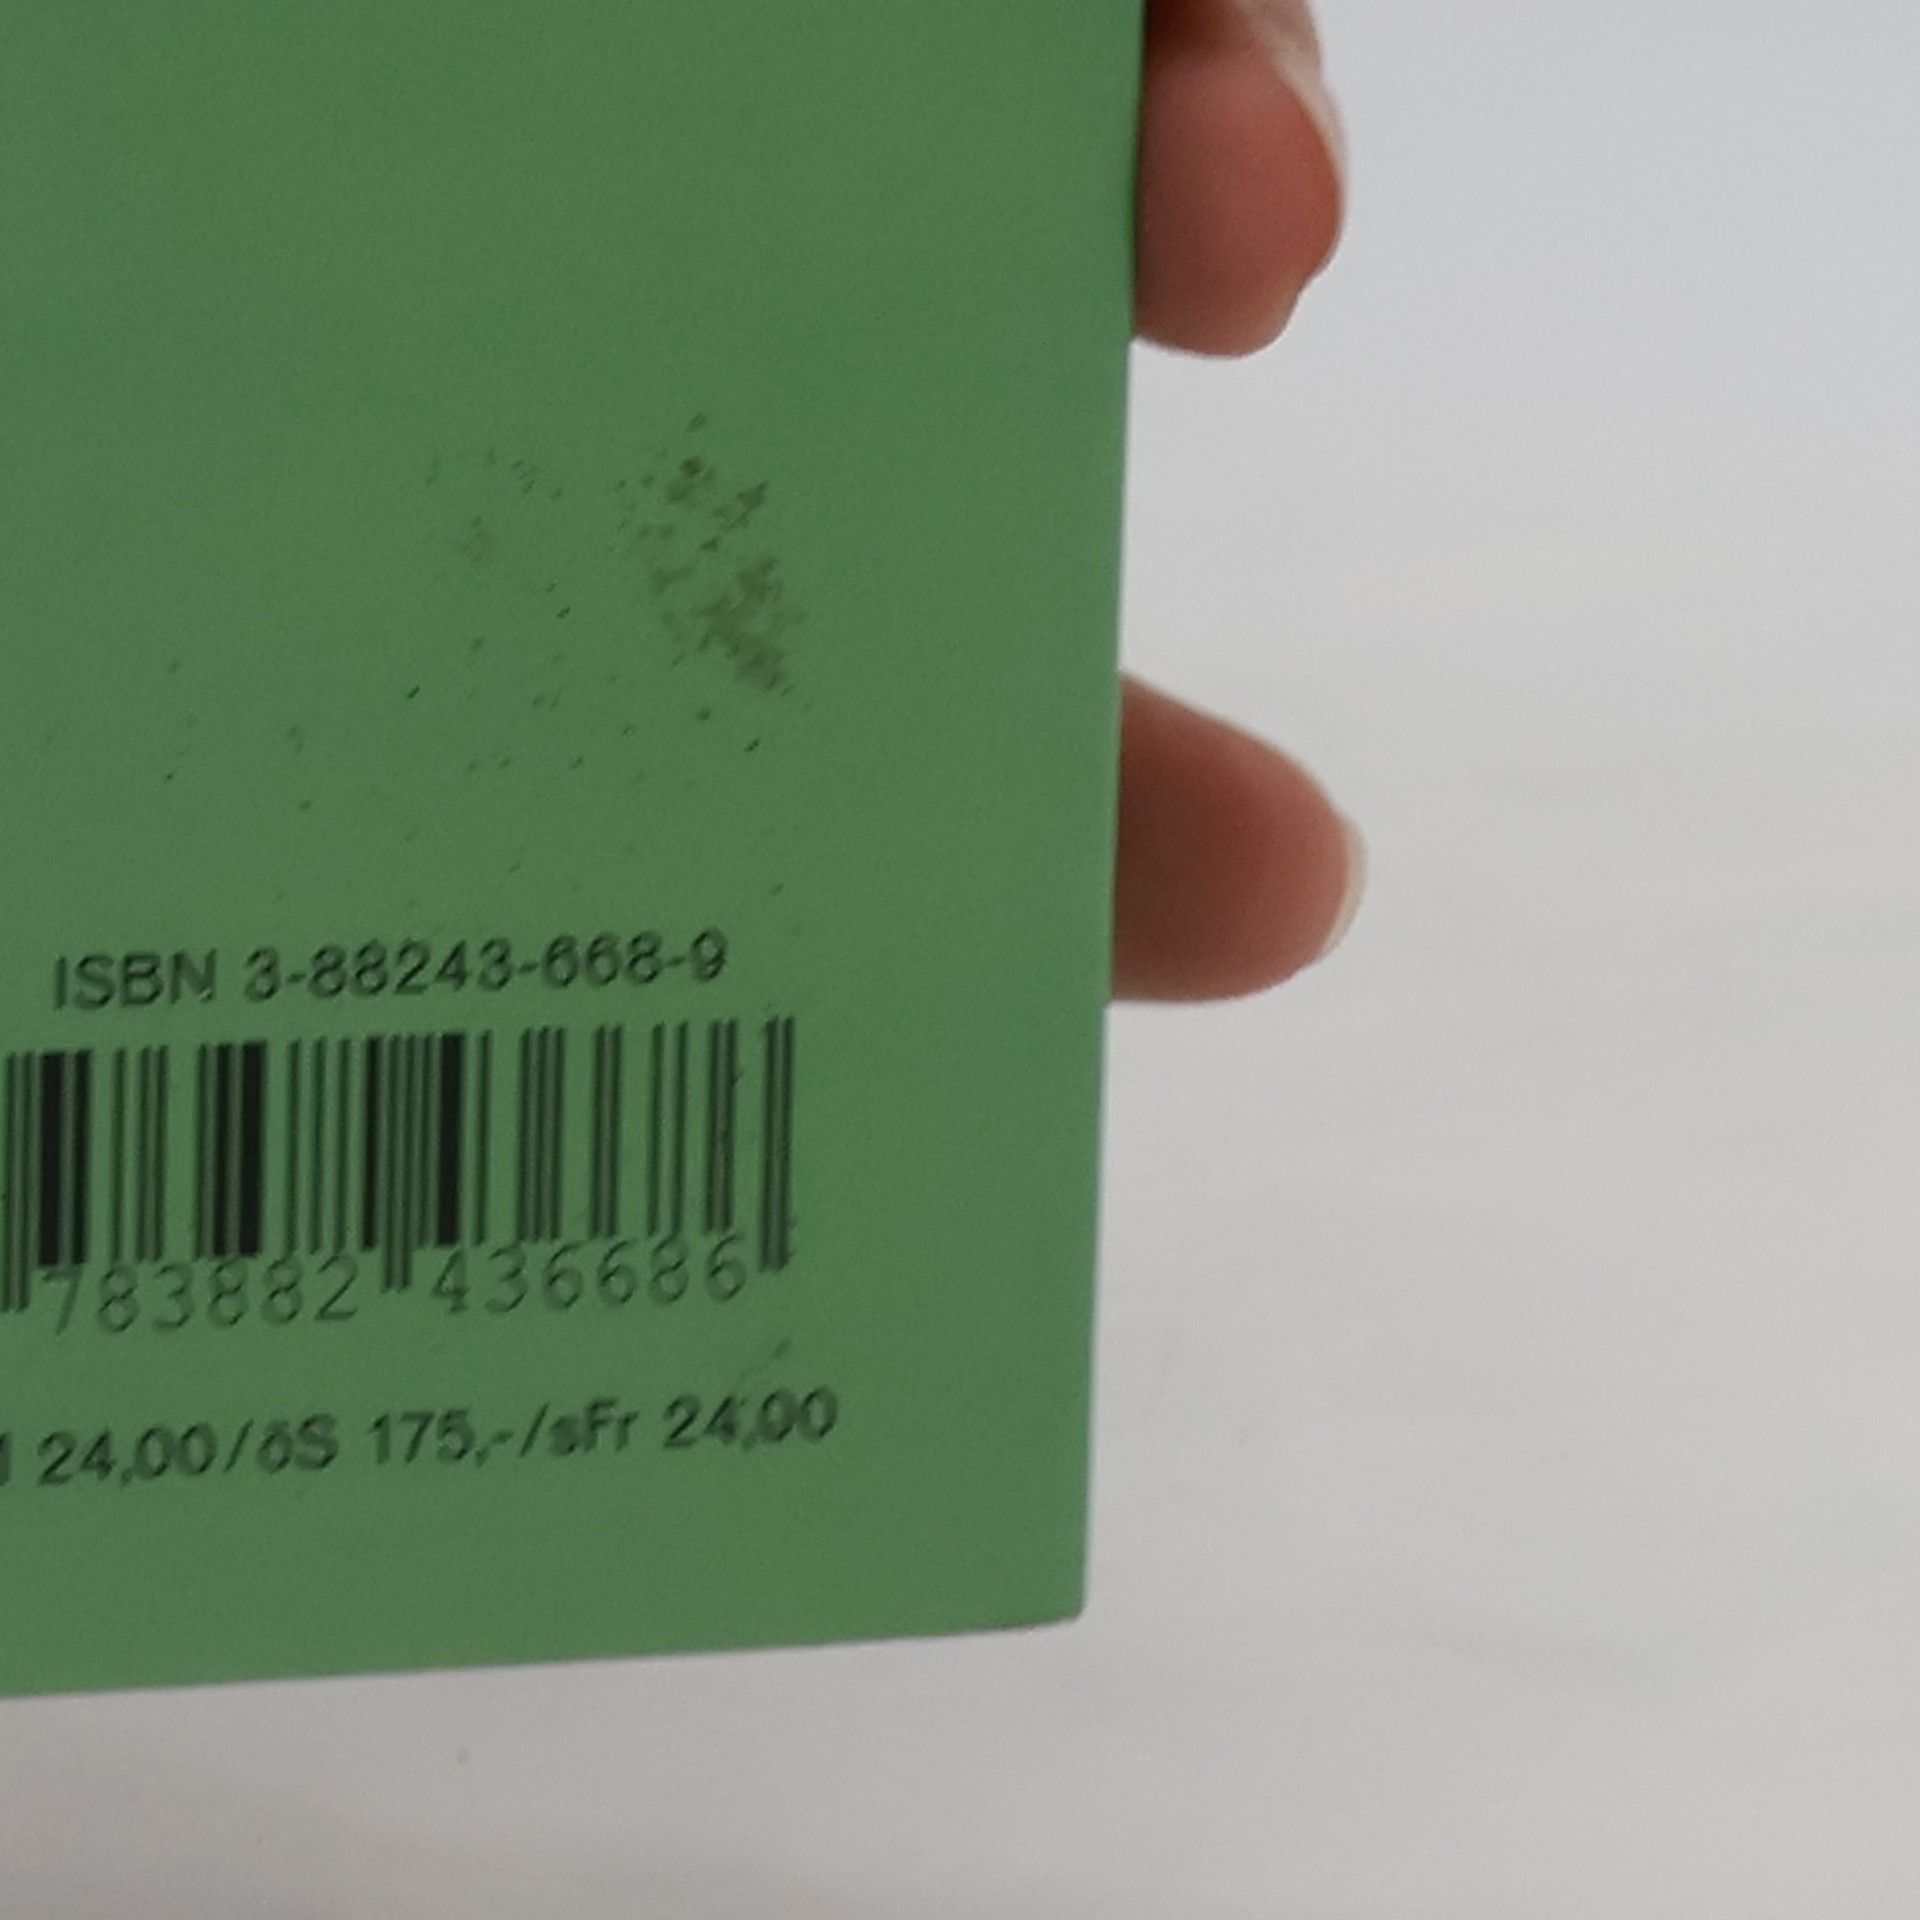 ISBN 3-88243-668-9
783882 436686
24,00/öS 175,-/sFr 24,00